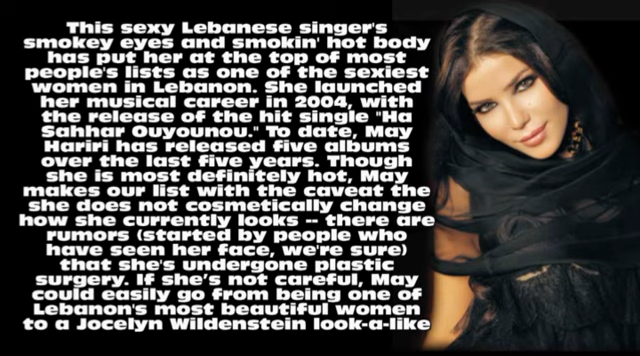 This sexy Lebanese singer's
smokey eyes and smokin' hot body
has put her at the top of most
people's lists as one of the sexiest
women in Lebanon. She launched
her musical career in 2004, with
the release of the hit single "Ha
Sahhar Ouyounou." To date, May
Hariri has released five albums
over the last five years. Though
she is most definitely hot, May
makes our list with the caveat the
she does not cosmetically change
how she currently looks -- there are
rumors (started by people who
have seen her face, we're sure)
that she's undergone plastic
surgery. If she's not careful, May
could easily go from being one of
Lebanon's most beautiful women
to a Jocelyn Wildenstein look-a-like